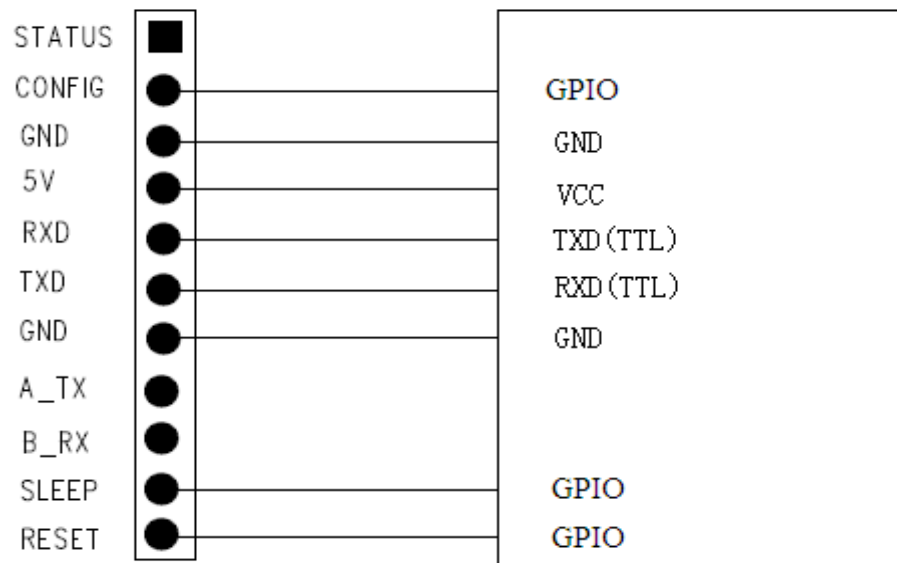 STATUS
CONFIG GPIO
GND GND
5V VCC
RXD TXD(TTL)
TXD RXD(TTL)
GND GND
A_TX
B_RX
SLEEP GPIO
RESET GPIO